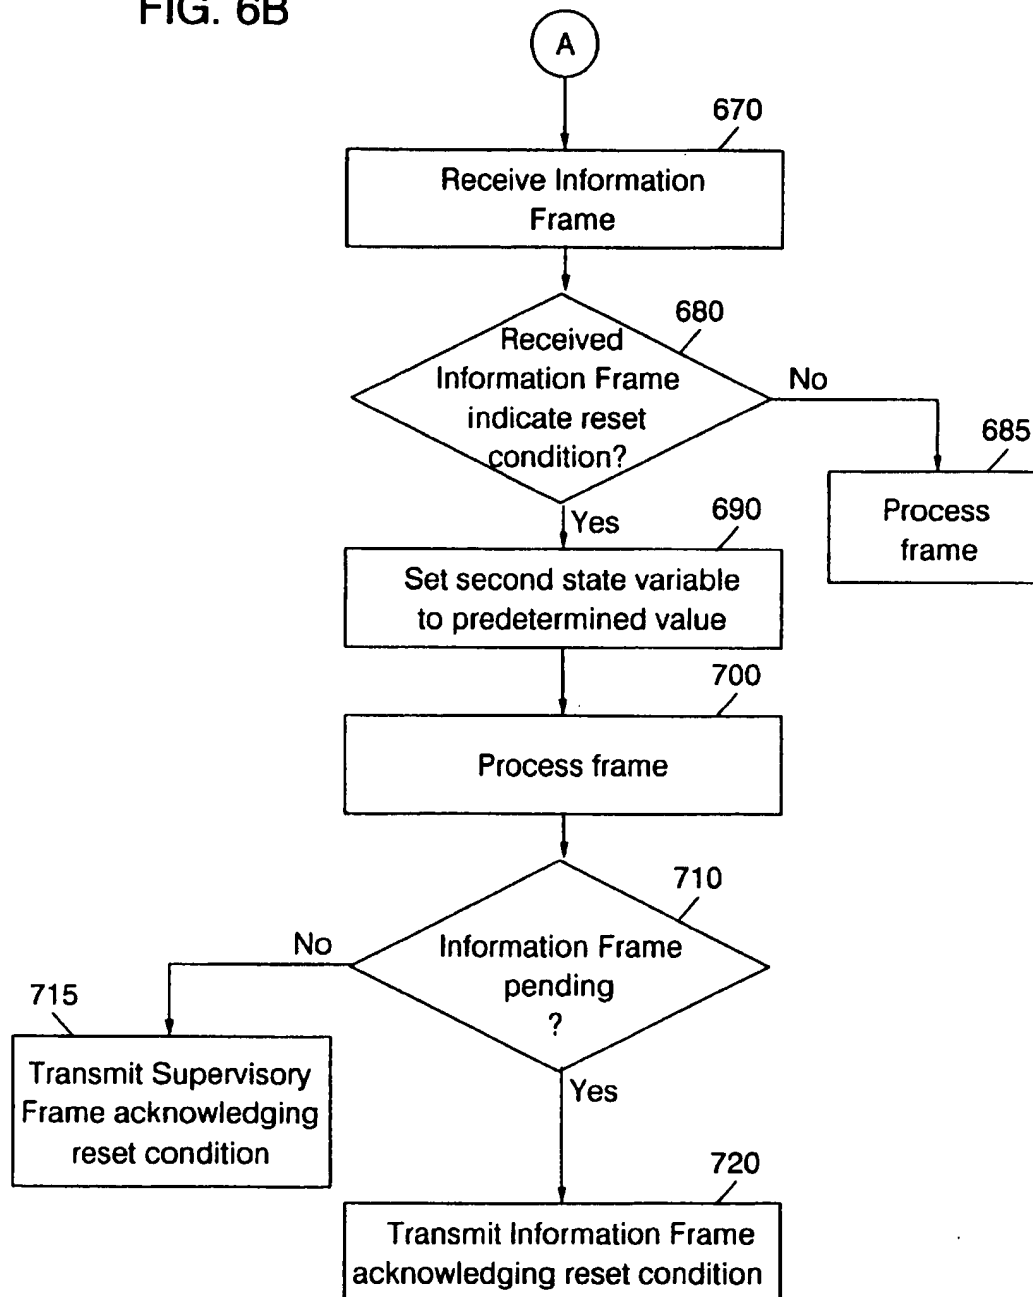 FIG. 6B
A
670
Receive Information
Frame
680
Received
Information Frame
indicate reset
condition?
No
685
Process
frame
Yes
690
Set second state variable
to predetermined value
700
Process frame
710
Information Frame
pending
?
No
715
Transmit Supervisory
Frame acknowledging
reset condition
Yes
720
Transmit Information Frame
acknowledging reset condition